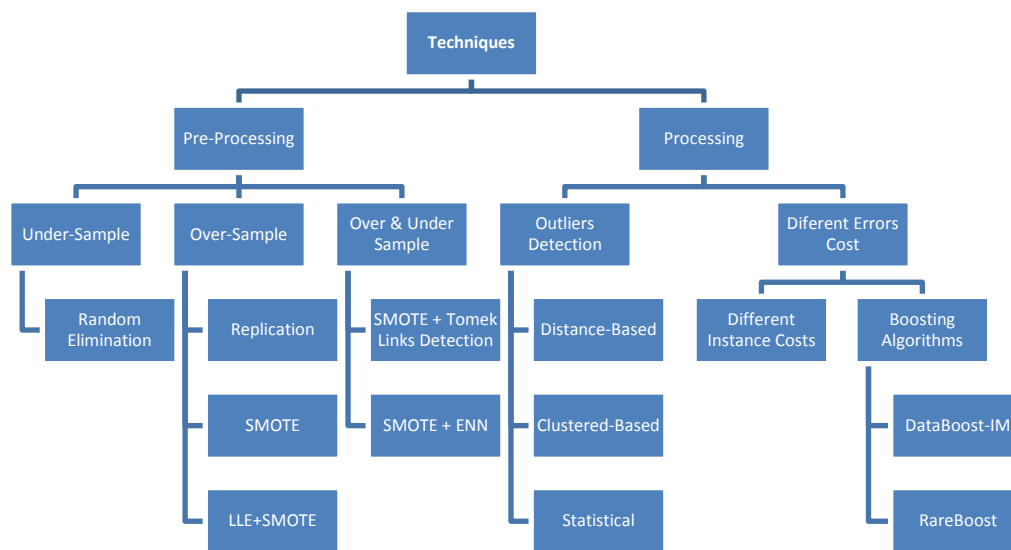 Techniques
Pre-Processing
Processing
Under-Sample
Over-Sample
Over & Under
Sample
Outliers
Detection
Diferent Errors
Cost
Random
Elimination
Replication
SMOTE + Tomek
Links Detection
Distance-Based
Different
Instance Costs
Boosting
Algorithms
SMOTE
SMOTE + ENN
Clustered-Based
DataBoost-IM
LLE+SMOTE
Statistical
RareBoost